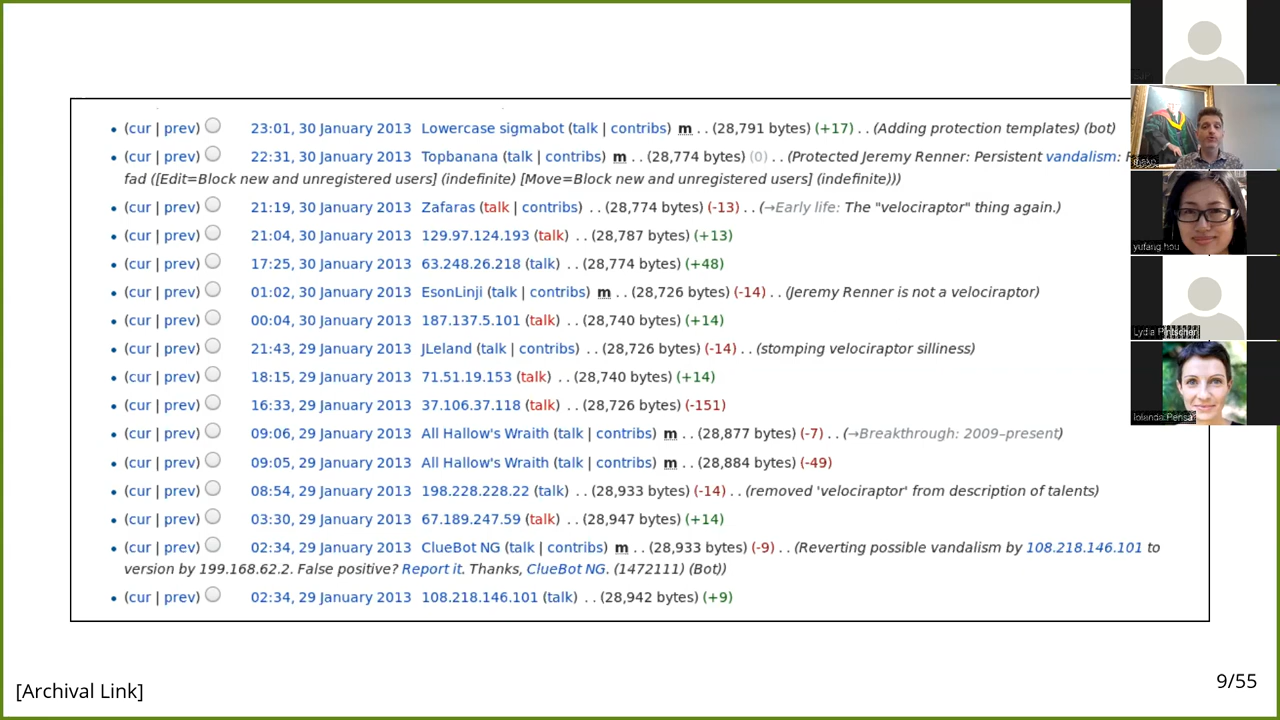 • (cur | prev) 23:01, 30 January 2013 Lowercase sigmabot (talk | contribs) m . . (28,791 bytes) (+17) . . (Adding protection templates) (bot)
• (cur | prev) 22:31, 30 January 2013 Topbanana (talk | contribs) m . . (28,774 bytes) (0) . . (Protected Jeremy Renner: Persistent vandalism:
fad ([Edit=Block new and unregistered users] (indefinite) [Move=Block new and unregistered users] (indefinite)))
• (cur | prev) 21:19, 30 January 2013 Zafaras (talk | contribs) . . (28,774 bytes) (-13) . . (→Early life: The "velociraptor" thing again.)
• (cur | prev) 21:04, 30 January 2013 129.97.124.193 (talk) . . (28,787 bytes) (+13)
• (cur | prev) 17:25, 30 January 2013 63.248.26.218 (talk) . . (28,774 bytes) (+48)
• (cur | prev) 01:02, 30 January 2013 EsonLinji (talk | contribs) m . . (28,726 bytes) (-14) . . (Jeremy Renner is not a velociraptor)
• (cur | prev) 00:04, 30 January 2013 187.137.5.101 (talk) . . (28,740 bytes) (+14)
• (cur | prev) 21:43, 29 January 2013 JLeland (talk | contribs) . . (28,726 bytes) (-14) . . (stomping velociraptor silliness)
• (cur | prev) 18:15, 29 January 2013 71.51.19.153 (talk) . . (28,740 bytes) (+14)
• (cur | prev) 16:33, 29 January 2013 37.106.37.118 (talk) . . (28,726 bytes) (-151)
• (cur | prev) 09:06, 29 January 2013 All Hallow's Wraith (talk | contribs) m . . (28,877 bytes) (-7) . . (→Breakthrough: 2009–present)
• (cur | prev) 09:05, 29 January 2013 All Hallow's Wraith (talk | contribs) m . . (28,884 bytes) (-49)
• (cur | prev) 08:54, 29 January 2013 198.228.228.22 (talk) . . (28,933 bytes) (-14) . . (removed 'velociraptor' from description of talents)
• (cur | prev) 03:30, 29 January 2013 67.189.247.59 (talk) . . (28,947 bytes) (+14)
• (cur | prev) 02:34, 29 January 2013 ClueBot NG (talk | contribs) m . . (28,933 bytes) (-9) . . (Reverting possible vandalism by 108.218.146.101 to
version by 199.168.62.2. False positive? Report it. Thanks, ClueBot NG. (1472111) (Bot))
• (cur | prev) 02:34, 29 January 2013 108.218.146.101 (talk) . . (28,942 bytes) (+9)
[Archival Link]
9/55
yufang hou
Lydia Pintscher
Iolanda Pensa